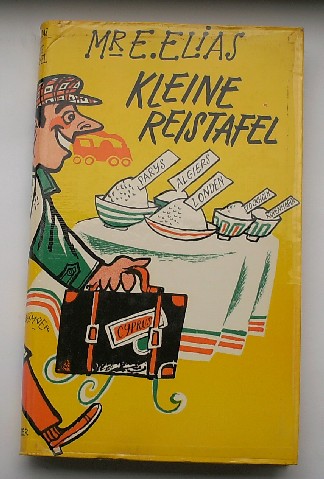 MR E. ELIAS
KLEINE
REISTAFEL
PARYS
ALGIERS
LONDEN
CYPRUS